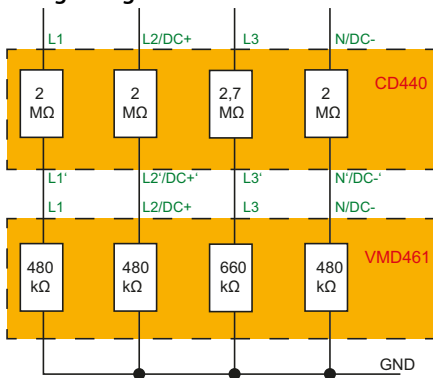 L1 L2/DC+ L3 N/DC-
CD440
2 MΩ
2 MΩ
2,7 MΩ
2 MΩ
L1' L2'/DC+' L3' N'/DC-'
L1 L2/DC+ L3 N/DC-
VMD461
480 kΩ
480 kΩ
660 kΩ
480 kΩ
GND